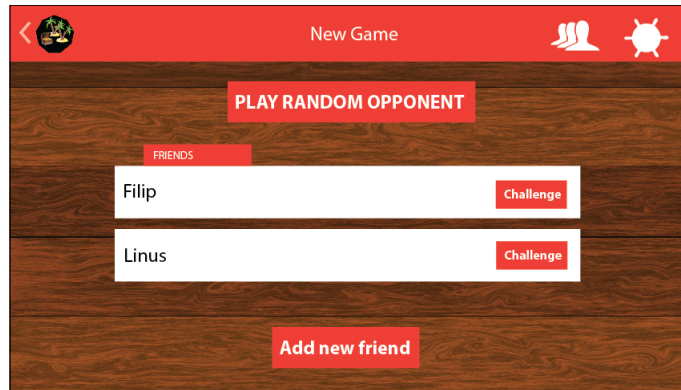 New Game
PLAY RANDOM OPPONENT
FRIENDS
Filip
Challenge
Linus
Challenge
Add new friend